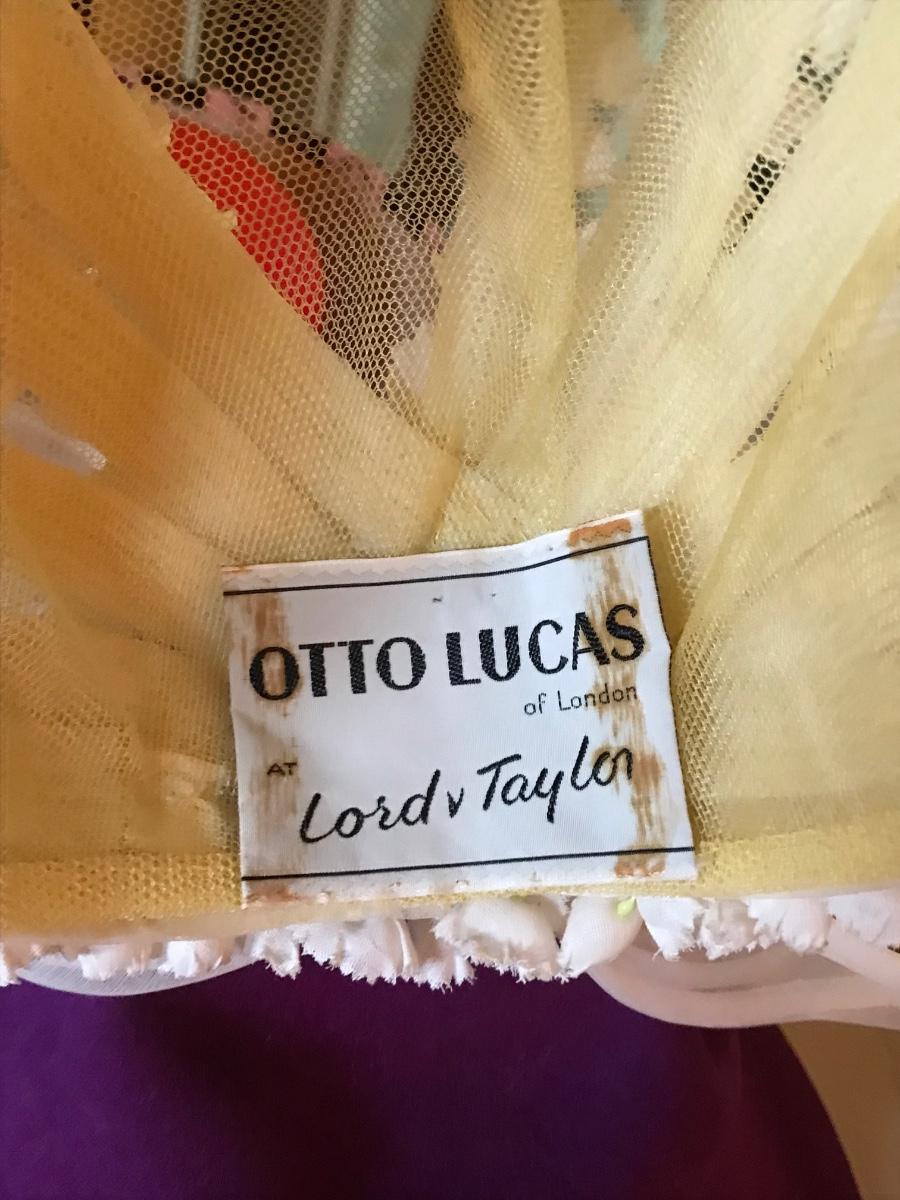 OTTO LUCAS
of London
AT
Lord v Taylor